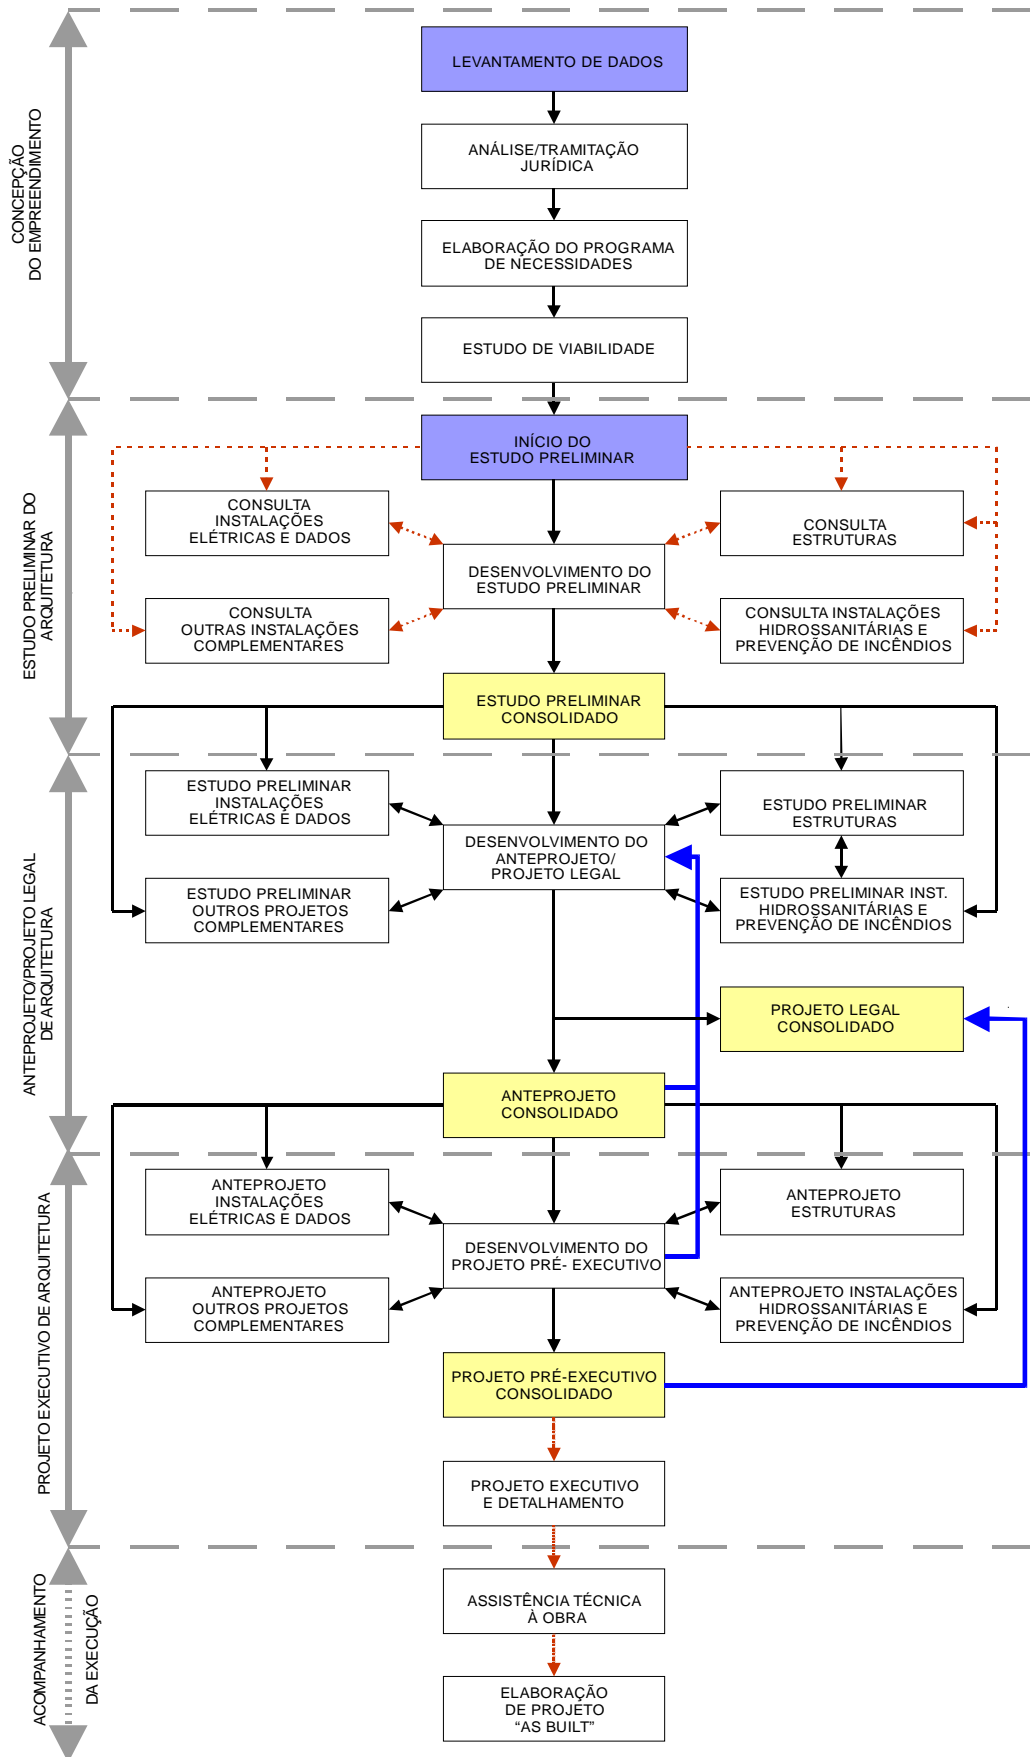 CONCEPÇÃO
DO EMPREENDIMENTO
LEVANTAMENTO DE DADOS
ANÁLISE/TRAMITAÇÃO
JURÍDICA
ELABORAÇÃO DO PROGRAMA
DE NECESSIDADES
ESTUDO DE VIABILIDADE
ESTUDO PRELIMINAR DO
ARQUITETURA
INÍCIO DO
ESTUDO PRELIMINAR
CONSULTA
INSTALAÇÕES
ELÉTRICAS E DADOS
CONSULTA
ESTRUTURAS
DESENVOLVIMENTO DO
ESTUDO PRELIMINAR
CONSULTA
OUTRAS INSTALAÇÕES
COMPLEMENTARES
CONSULTA INSTALAÇÕES
HIDROSSANITÁRIAS E
PREVENÇÃO DE INCÊNDIOS
ESTUDO PRELIMINAR
CONSOLIDADO
ANTEPROJETO/PROJETO LEGAL
DE ARQUITETURA
ESTUDO PRELIMINAR
INSTALAÇÕES
ELÉTRICAS E DADOS
ESTUDO PRELIMINAR
ESTRUTURAS
DESENVOLVIMENTO DO
ANTEPROJETO/
PROJETO LEGAL
ESTUDO PRELIMINAR
OUTROS PROJETOS
COMPLEMENTARES
ESTUDO PRELIMINAR INST.
HIDROSSANITÁRIAS E
PREVENÇÃO DE INCÊNDIOS
PROJETO LEGAL
CONSOLIDADO
ANTEPROJETO
CONSOLIDADO
PROJETO EXECUTIVO DE ARQUITETURA
ANTEPROJETO
INSTALAÇÕES
ELÉTRICAS E DADOS
ANTEPROJETO
ESTRUTURAS
DESENVOLVIMENTO DO
PROJETO PRÉ- EXECUTIVO
ANTEPROJETO
OUTROS PROJETOS
COMPLEMENTARES
ANTEPROJETO INSTALAÇÕES
HIDROSSANITÁRIAS E
PREVENÇÃO DE INCÊNDIOS
PROJETO PRÉ-EXECUTIVO
CONSOLIDADO
PROJETO EXECUTIVO
E DETALHAMENTO
ACOMPANHAMENTO
DA EXECUÇÃO
ASSISTÊNCIA TÉCNICA
À OBRA
ELABORAÇÃO
DE PROJETO
“AS BUILT”